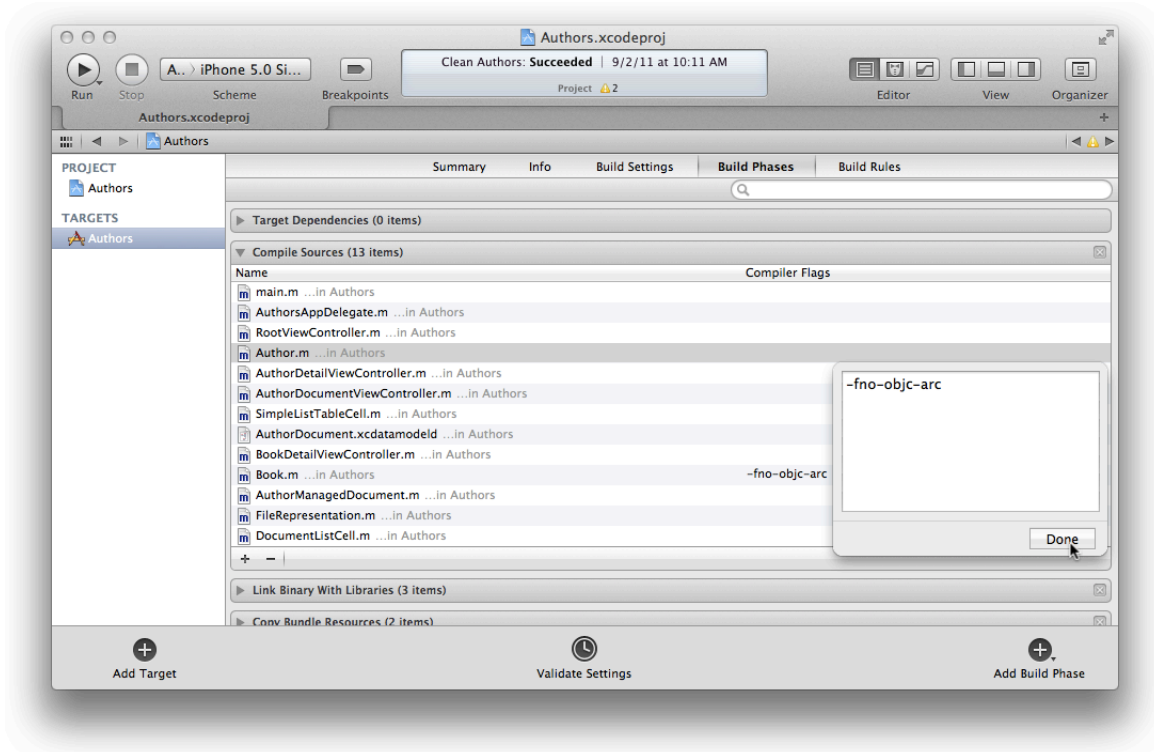 Authors.xcodeproj
A.. › iPhone 5.0 Si...
Clean Authors: Succeeded | 9/2/11 at 10:11 AM
Project 2
Run Stop Scheme Breakpoints Editor View Organizer
Authors.xcodeproj +
Authors
PROJECT
Authors
TARGETS
Authors
Summary Info Build Settings Build Phases Build Rules
Target Dependencies (0 items)
Compile Sources (13 items)
Name Compiler Flags
main.m ...in Authors
AuthorsAppDelegate.m ...in Authors
RootViewController.m ...in Authors
Author.m ...in Authors
AuthorDetailViewController.m ...in Authors
AuthorDocumentViewController.m ...in Authors
SimpleListTableCell.m ...in Authors
AuthorDocument.xcdatamodeld ...in Authors
BookDetailViewController.m ...in Authors
Book.m ...in Authors -fno-objc-arc
AuthorManagedDocument.m ...in Authors
FileRepresentation.m ...in Authors
DocumentListCell.m ...in Authors
-fno-objc-arc
Done
+ −
Link Binary With Libraries (3 items)
Copy Bundle Resources (2 items)
Add Target Validate Settings Add Build Phase